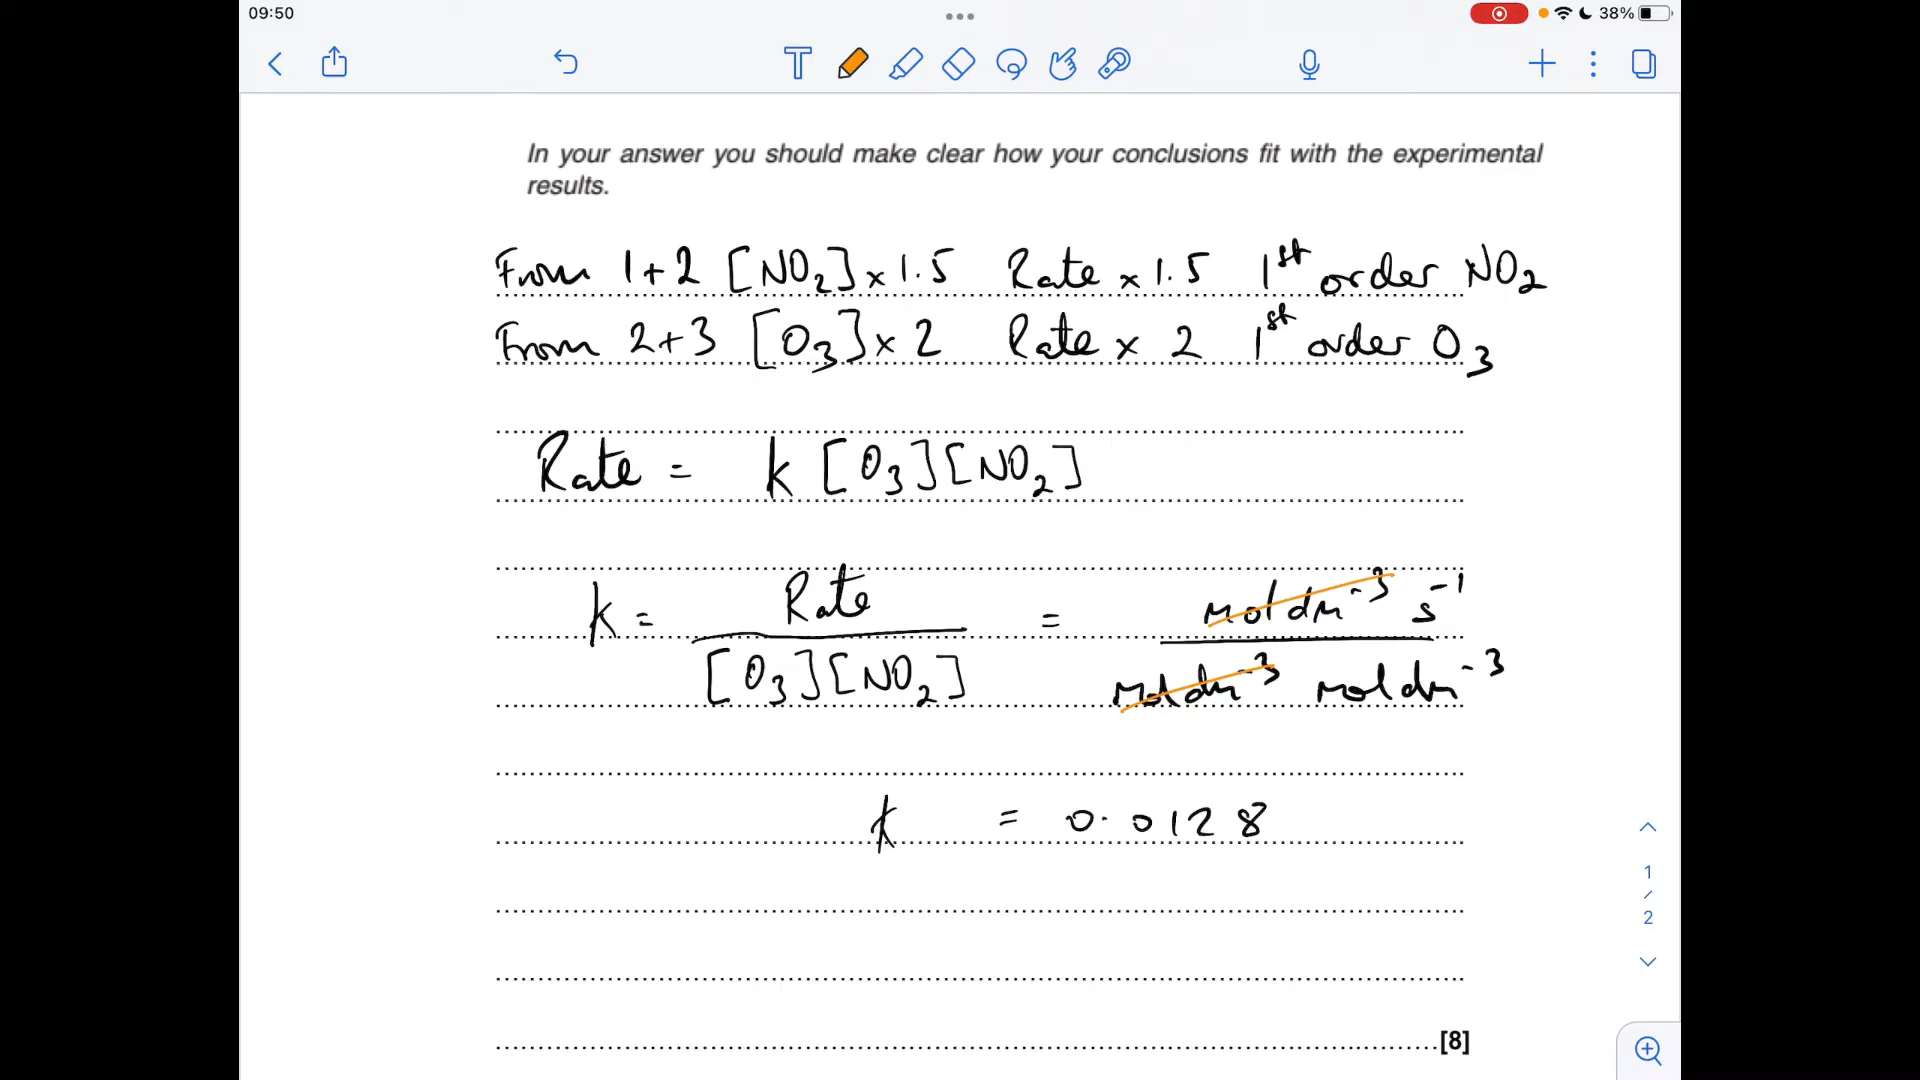 09:50
38%
In your answer you should make clear how your conclusions fit with the experimental
results.
From 1+2 [NO₂]×1.5 Rate ×1.5 1ˢᵗ order NO₂
From 2+3 [O₃]×2 Rate × 2 1ˢᵗ order O₃
Rate = k [O₃][NO₂]
k = Rate = mol dm⁻³ s⁻¹
[O₃][NO₂] mol dm⁻³ mol dm⁻³
k = 0.0128
1
/
2
[8]